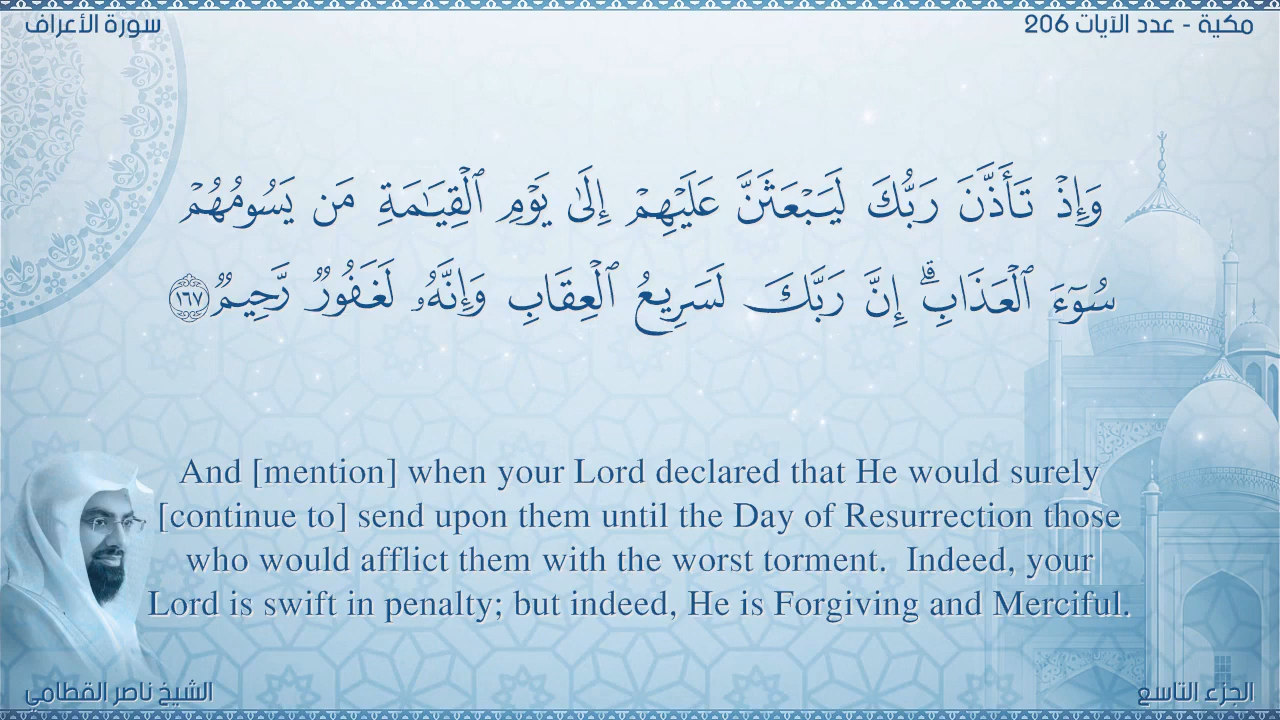 سورة الأعراف
مكية - عدد الآيات 206
وَإِذْ تَأَذَّنَ رَبُّكَ لَيَبْعَثَنَّ عَلَيْهِمْ إِلَىٰ يَوْمِ ٱلْقِيَـٰمَةِ مَن يَسُومُهُمْ
سُوٓءَ ٱلْعَذَابِ ۗ إِنَّ رَبَّكَ لَسَرِيعُ ٱلْعِقَابِ وَإِنَّهُۥ لَغَفُورٌ رَّحِيمٌ ١٦٧
And [mention] when your Lord declared that He would surely
[continue to] send upon them until the Day of Resurrection those
who would afflict them with the worst torment. Indeed, your
Lord is swift in penalty; but indeed, He is Forgiving and Merciful.
الشيخ ناصر القطامي
الجزء التاسع